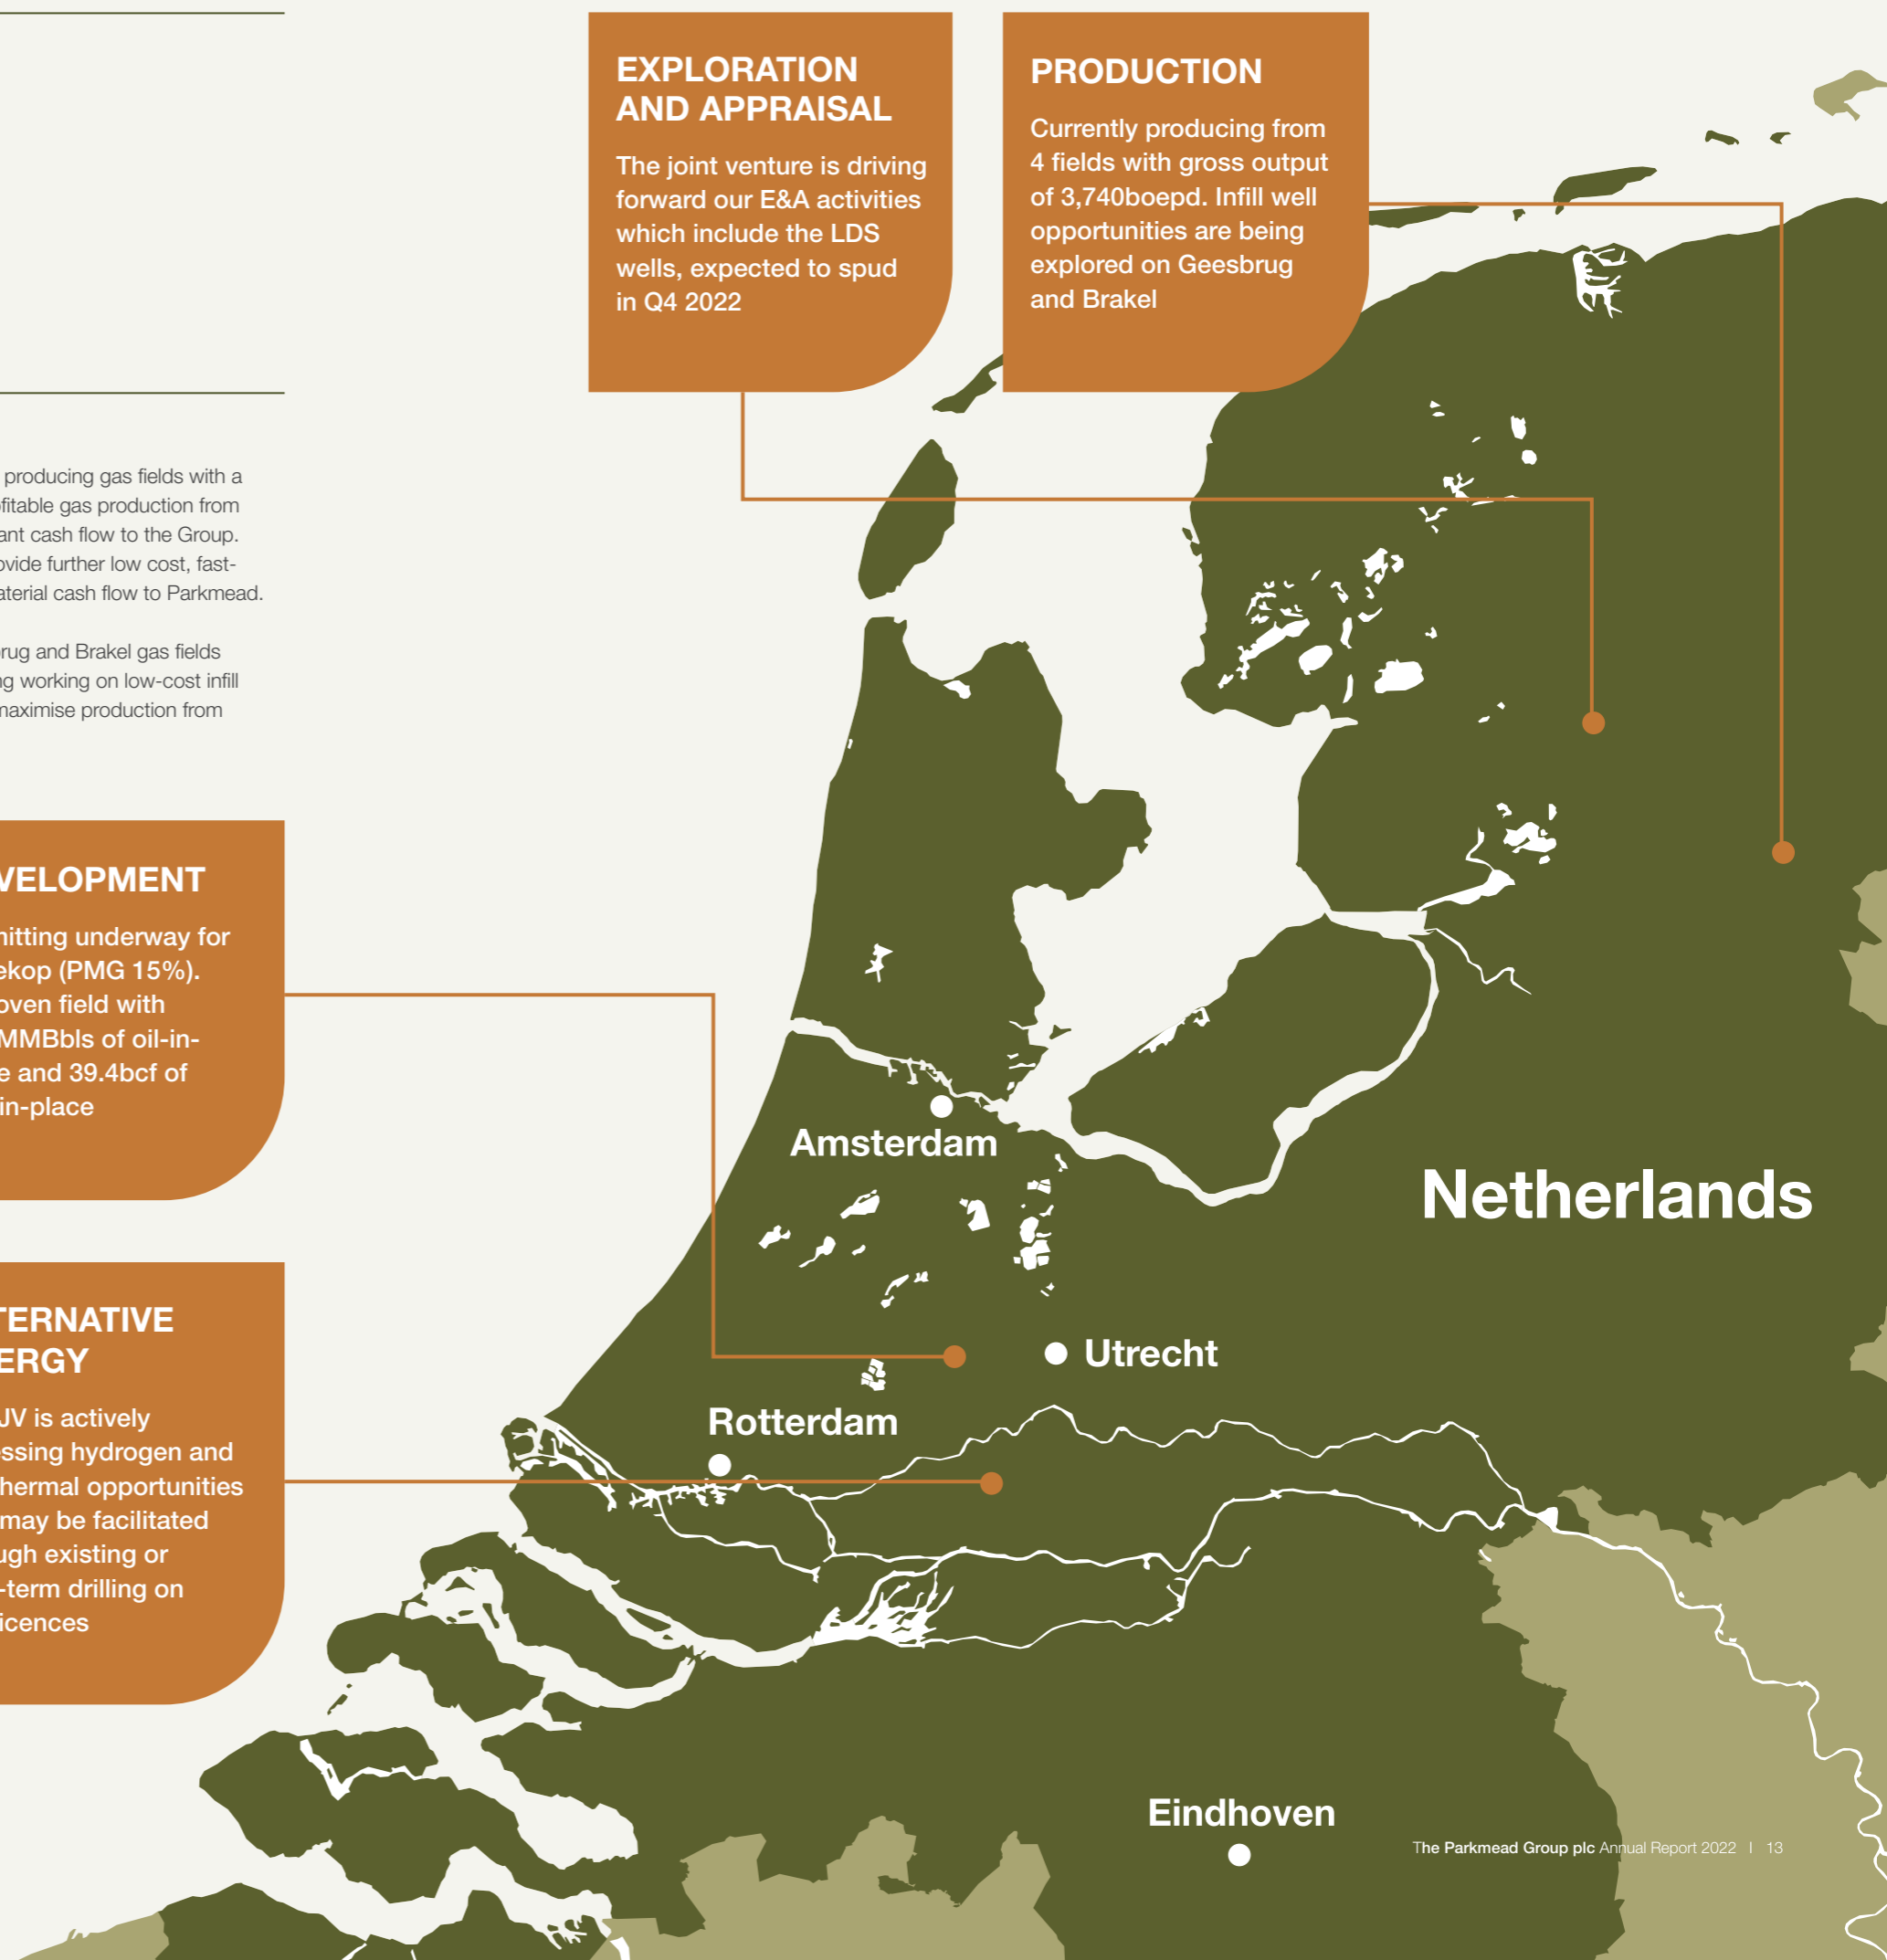 EXPLORATION
AND APPRAISAL
The joint venture is driving
forward our E&A activities
which include the LDS
wells, expected to spud
in Q4 2022
PRODUCTION
Currently producing from
4 fields with gross output
of 3,740boepd. Infill well
opportunities are being
explored on Geesbrug
and Brakel
producing gas fields with a
fitable gas production from
ant cash flow to the Group.
ovide further low cost, fast-
aterial cash flow to Parkmead.
rug and Brakel gas fields
ng working on low-cost infill
maximise production from
VELOPMENT
nitting underway for
ekop (PMG 15%).
oven field with
MMBbls of oil-in-
e and 39.4bcf of
in-place
TERNATIVE
ERGY
JV is actively
essing hydrogen and
thermal opportunities
may be facilitated
ugh existing or
-term drilling on
icences
Amsterdam
Netherlands
Utrecht
Rotterdam
Eindhoven
The Parkmead Group plc Annual Report 2022 | 13